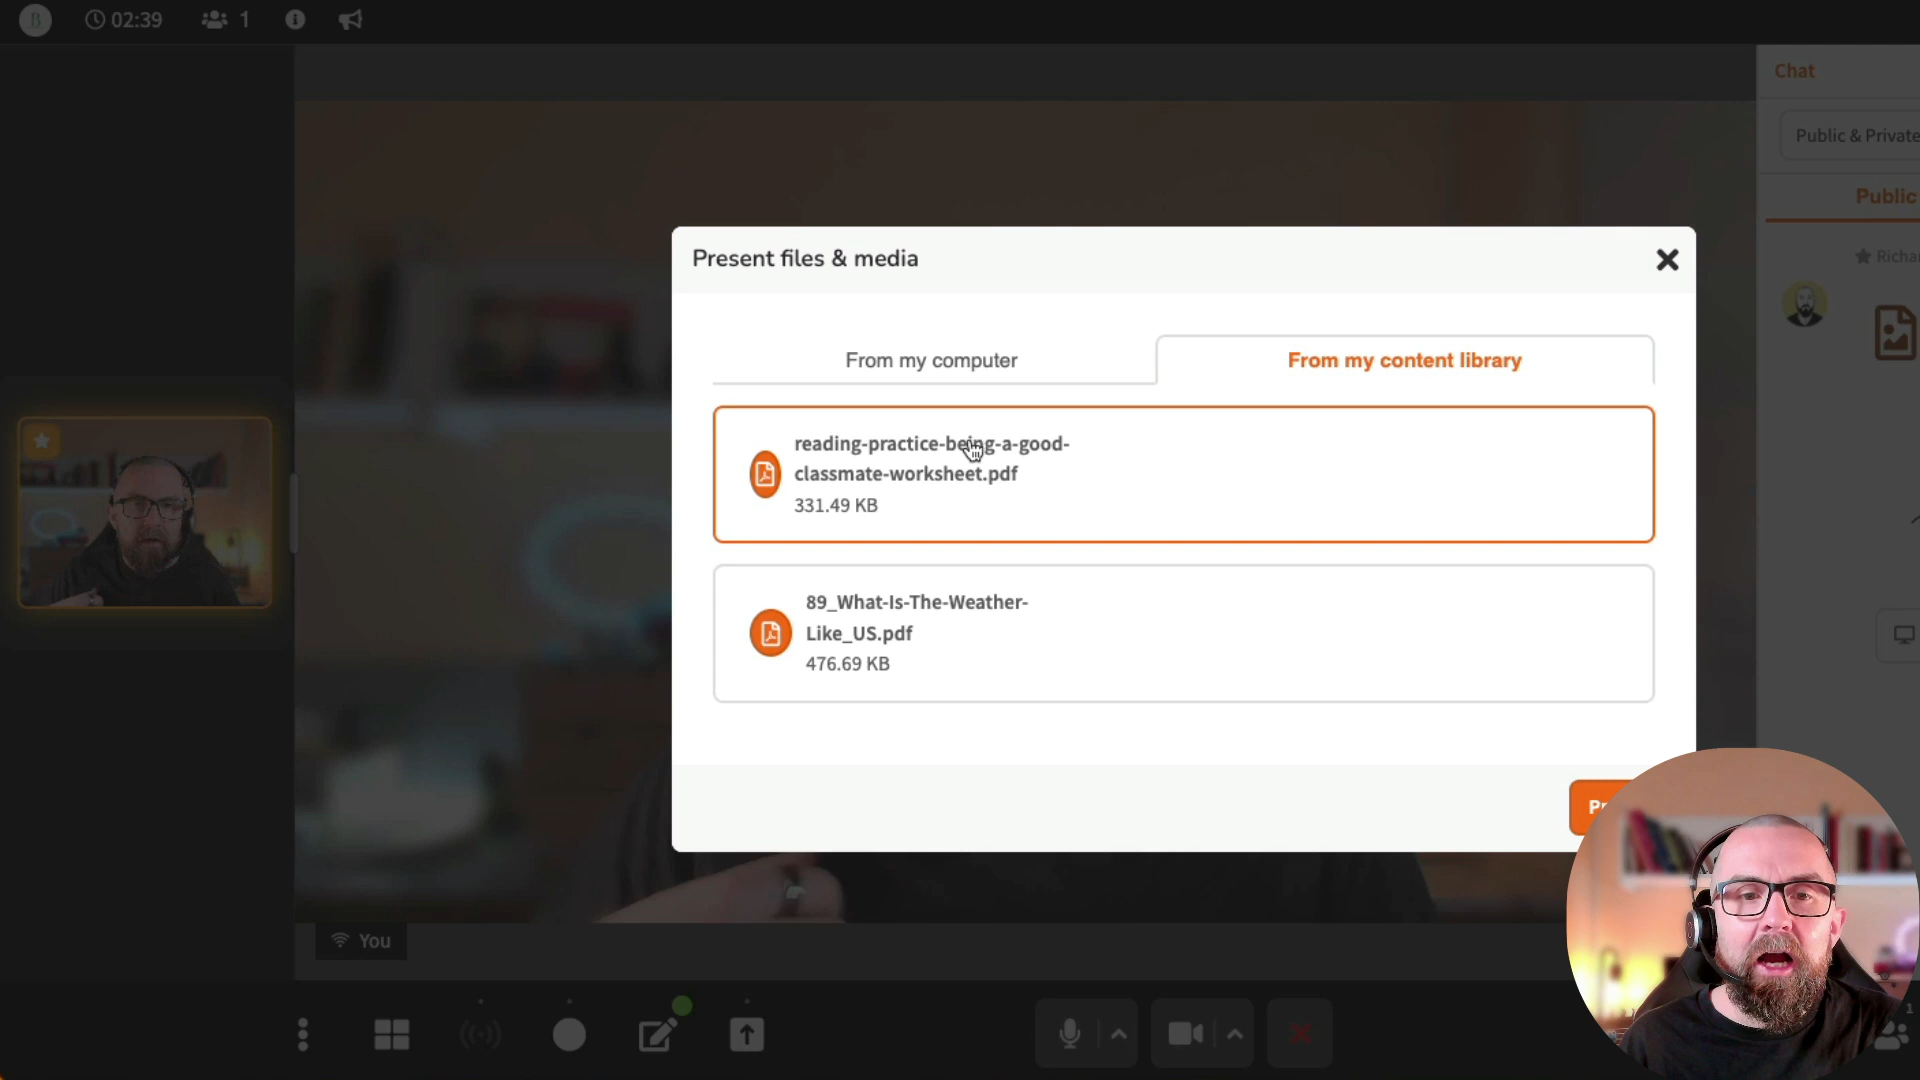 B
02:39
1
Chat
Public & Private
Public
Present files & media
From my computer
From my content library
reading-practice-being-a-good-
classmate-worksheet.pdf
331.49 KB
89_What-Is-The-Weather-
Like_US.pdf
476.69 KB
You
1